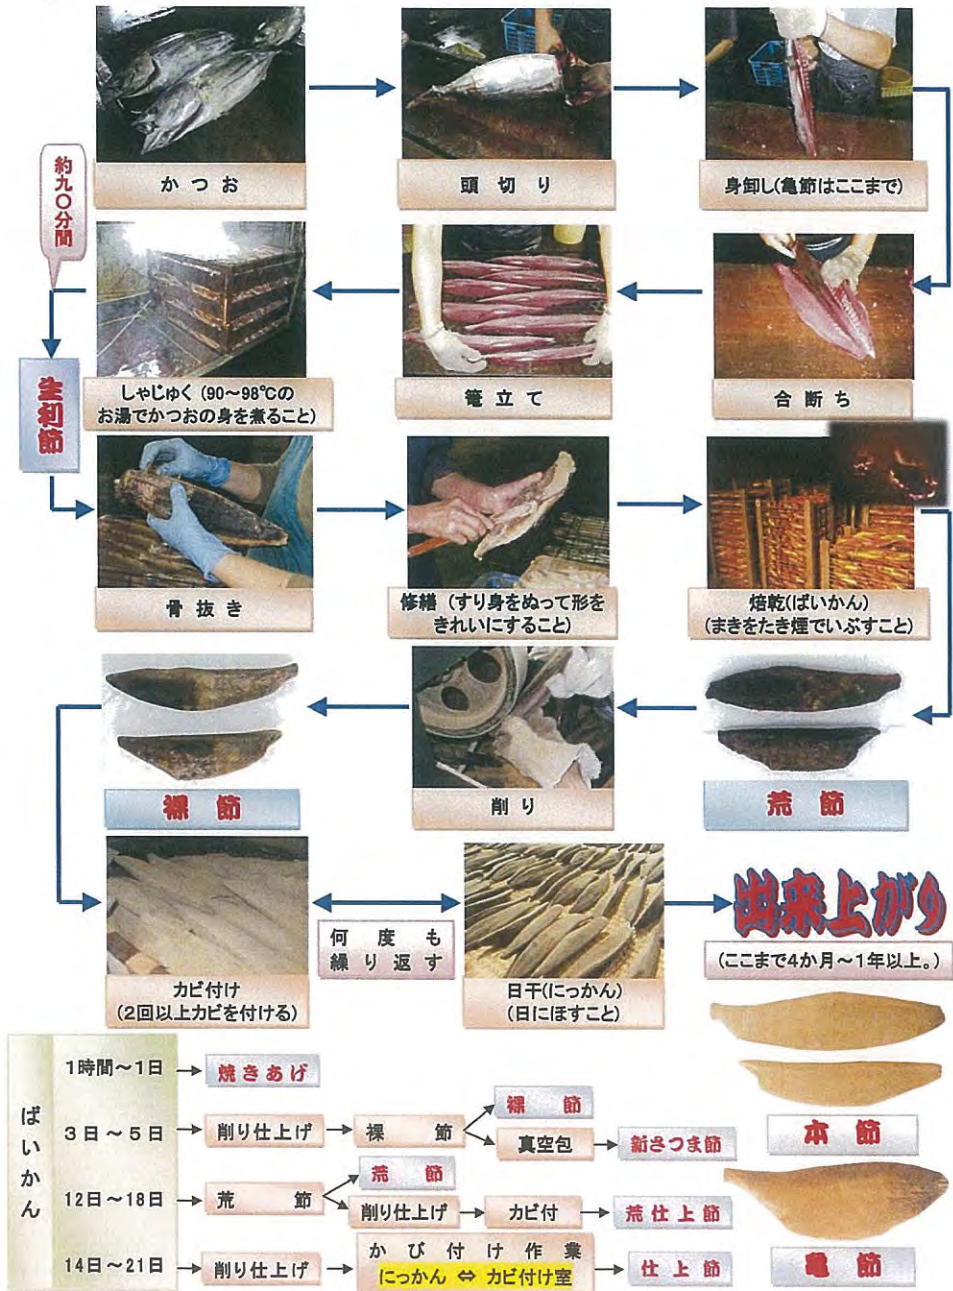 かつお
頭切り
身卸し(亀節はここまで)
合断ち
篭立て
約九〇分間
しゃじゅく（90～98℃の
お湯でかつおの身を煮ること）
生利節
骨抜き
修繕（すり身をぬって形を
きれいにすること）
焙乾(ばいかん)
(まきをたき煙でいぶすこと)
荒節
削り
裸節
カビ付け
(2回以上カビを付ける)
何度も
繰り返す
日干(にっかん)
(日にほすこと)
出来上がり
(ここまで4か月～1年以上。)
本節
亀節
ばいかん
1時間～1日
焼きあげ
3日～5日
削り仕上げ
裸節
裸節
真空包
新さつま節
12日～18日
荒節
荒節
削り仕上げ
カビ付
荒仕上節
14日～21日
削り仕上げ
かび付け作業
にっかん ⇔ カビ付け室
仕上節